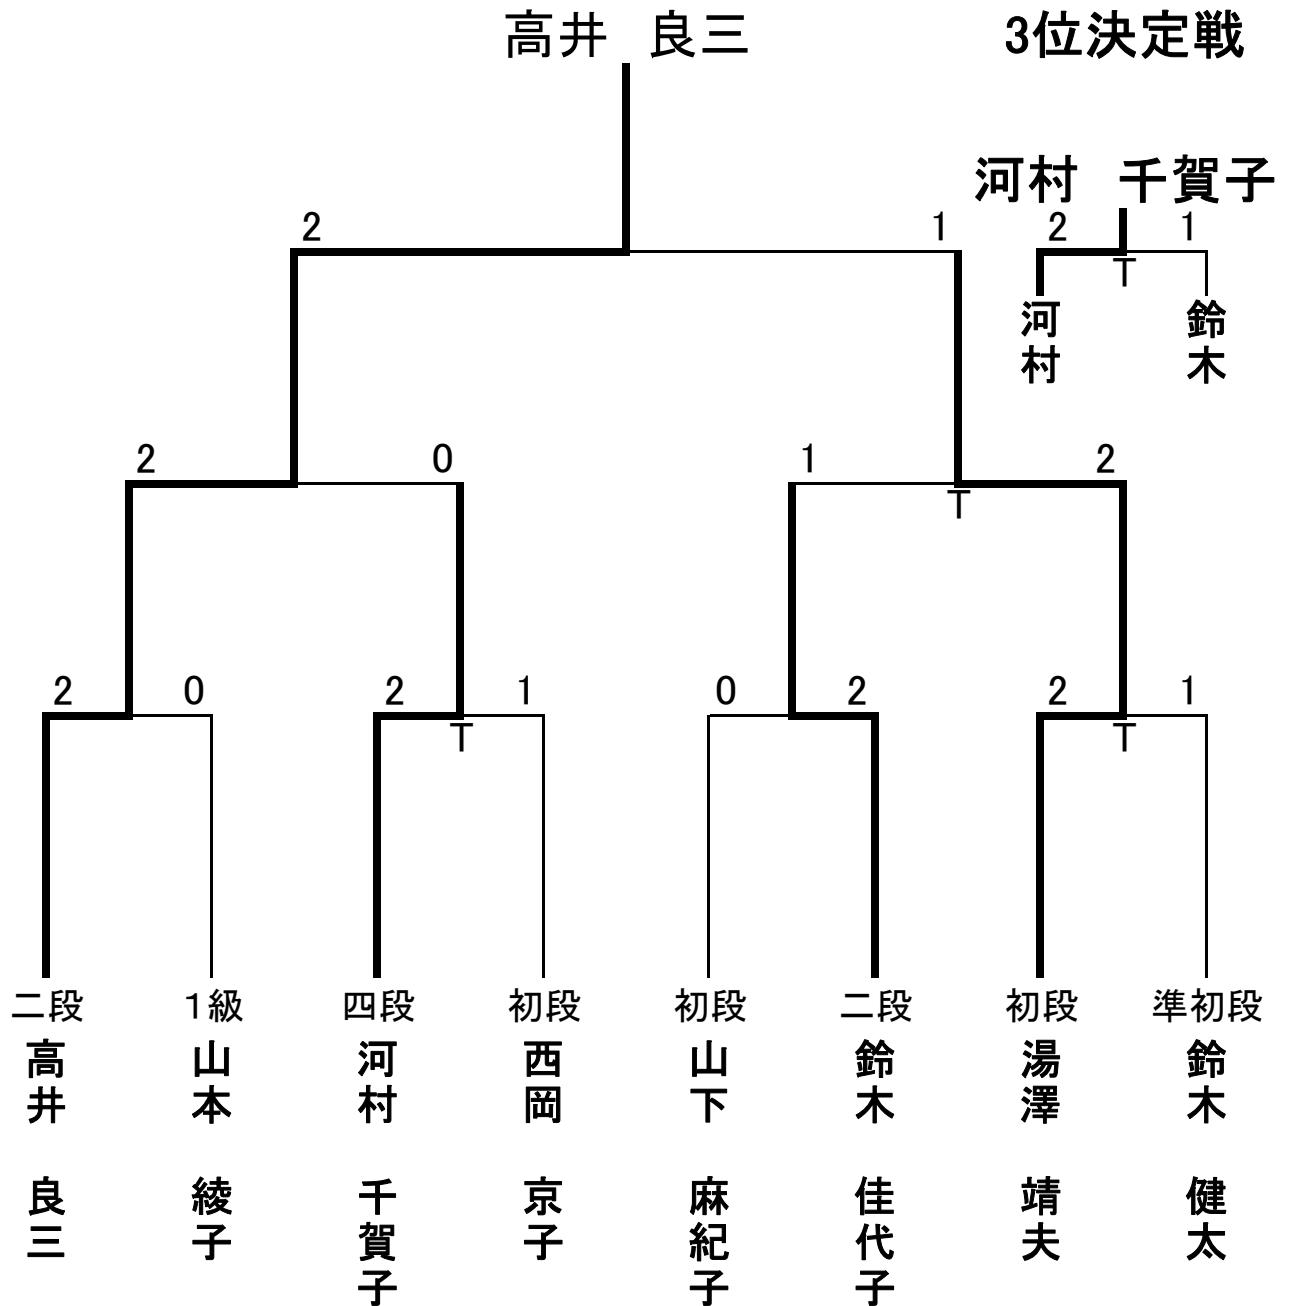 高井　良三
3位決定戦
河村　千賀子
2 1
T
河村
鈴木
2 1
2 0
1 2
T
2 0
2 1
T
0 2
2 1
T
二段
高井　良三
1級
山本　綾子
四段
河村　千賀子
初段
西岡　京子
初段
山下　麻紀子
二段
鈴木　佳代子
初段
湯澤　靖夫
準初段
鈴木　健太